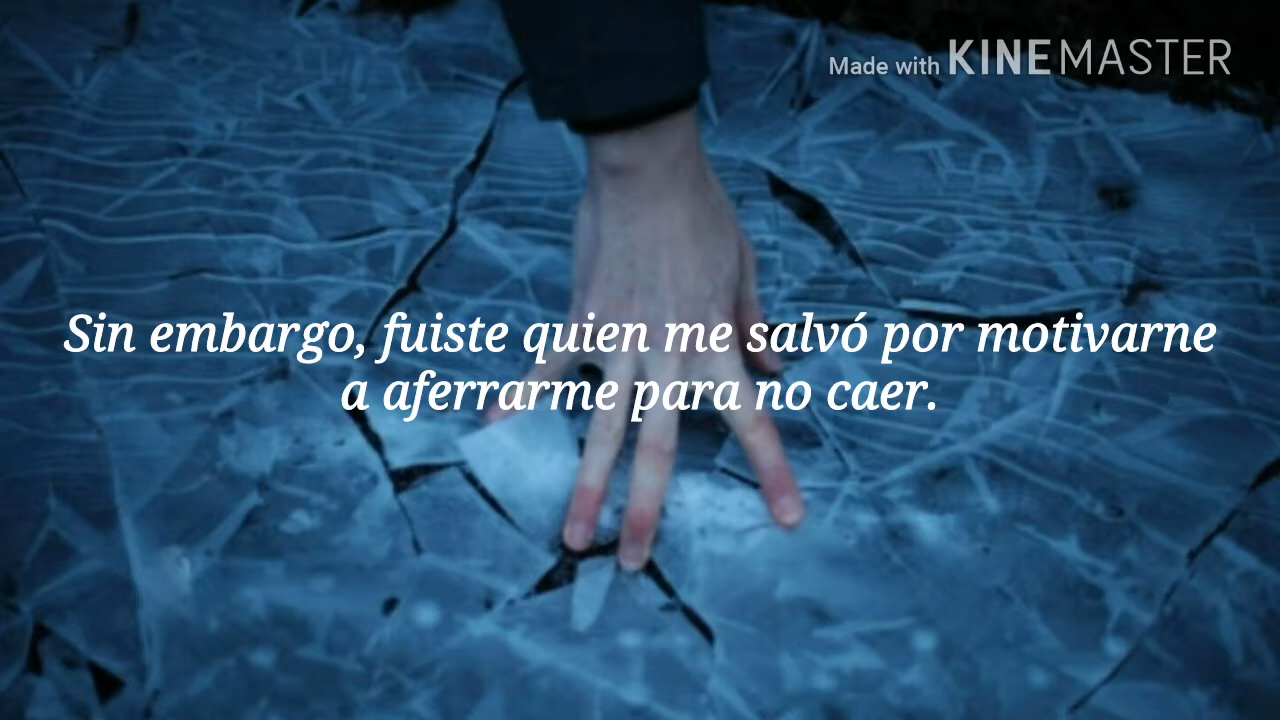 Made with KINEMASTER
Sin embargo, fuiste quien me salvó por motivarne
a aferrarme para no caer.